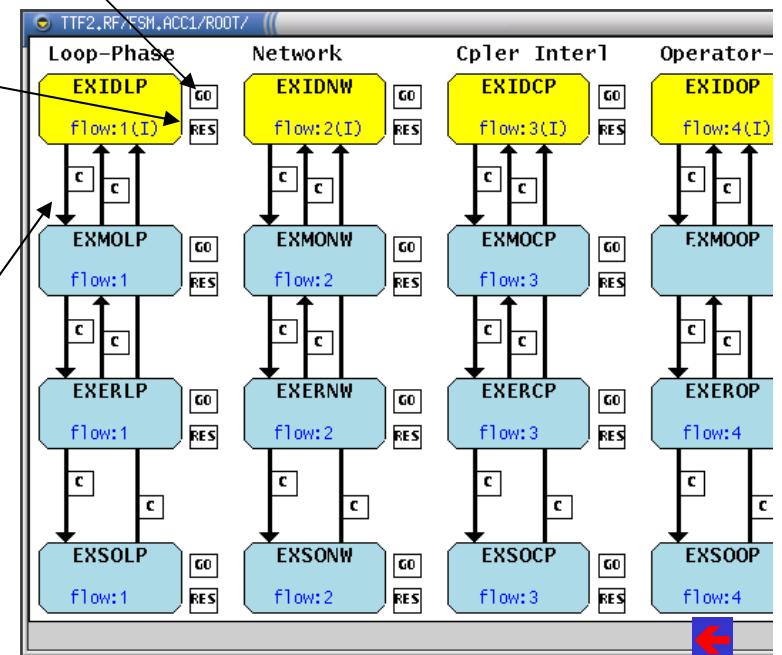 TTF2.RF/FSM.ACC1/ROOT/
Loop-Phase Network Cpler Interl Operator-
EXIDLP GO EXIDNW GO EXIDCP GO EXIDOP
flow:1(I) RES flow:2(I) RES flow:3(I) RES flow:4(I)
C C C C C C C C
EXMOLP GO EXMONW GO EXMOCP GO EXMOOP
flow:1 RES flow:2 RES flow:3 RES
C C C C C C C C
EXERLP GO EXERNW GO EXERCP GO EXEROP
flow:1 RES flow:2 RES flow:3 RES flow:4
C C C C C C C C
EXSOLP GO EXSONW GO EXSOCP GO EXSOOP
flow:1 RES flow:2 RES flow:3 RES flow:4